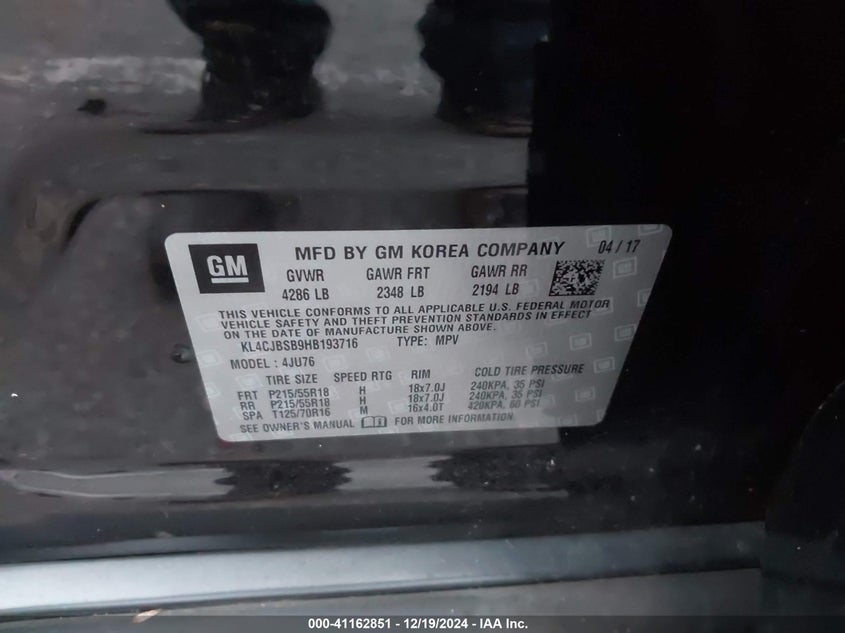 GM
MFD BY GM KOREA COMPANY 04 / 17
GVWR GAWR FRT GAWR RR
4286 LB 2348 LB 2194 LB
THIS VEHICLE CONFORMS TO ALL APPLICABLE U.S. FEDERAL MOTOR
VEHICLE SAFETY AND THEFT PREVENTION STANDARDS IN EFFECT
ON THE DATE OF MANUFACTURE SHOWN ABOVE.
KL4CJBSB9HB193716 TYPE: MPV
MODEL : 4JU76
TIRE SIZE SPEED RTG RIM COLD TIRE PRESSURE
FRT P215/55R18 H 18x7.0J 240KPA, 35 PSI
RR P215/55R18 H 18x7.0J 240KPA, 35 PSI
SPA T125/70R16 M 16x4.0T 420KPA, 60 PSI
SEE OWNER'S MANUAL FOR MORE INFORMATION.
000-41162851 - 12/19/2024 - IAA Inc.